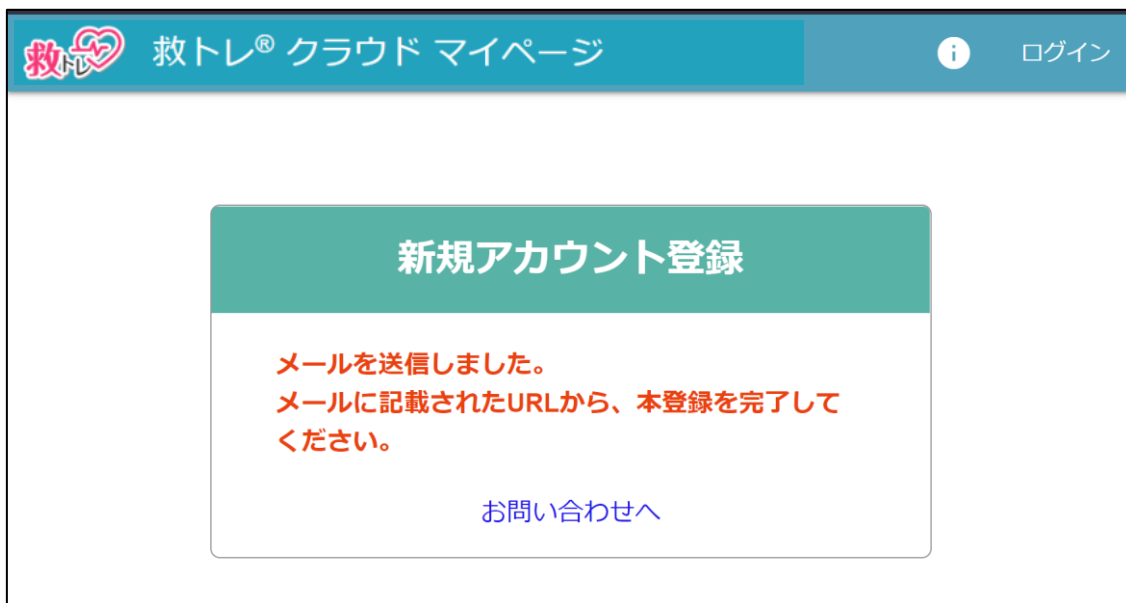 救トレ
救トレ® クラウド マイページ
i
ログイン
新規アカウント登録
メールを送信しました。
メールに記載されたURLから、本登録を完了して
ください。
お問い合わせへ